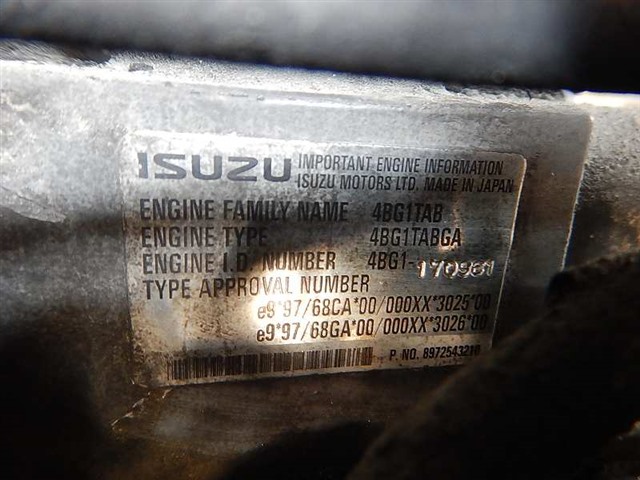 ISUZU IMPORTANT ENGINE INFORMATION
ISUZU MOTORS LTD. MADE IN JAPAN
ENGINE FAMILY NAME 4BG1TAB
ENGINE TYPE 4BG1TABGA
ENGINE I.D. NUMBER 4BG1-170981
TYPE APPROVAL NUMBER
e9*97/68CA*00/000XX*3025*00
e9*97/68GA*00/000XX*3026*00
P. NO. 8972543210